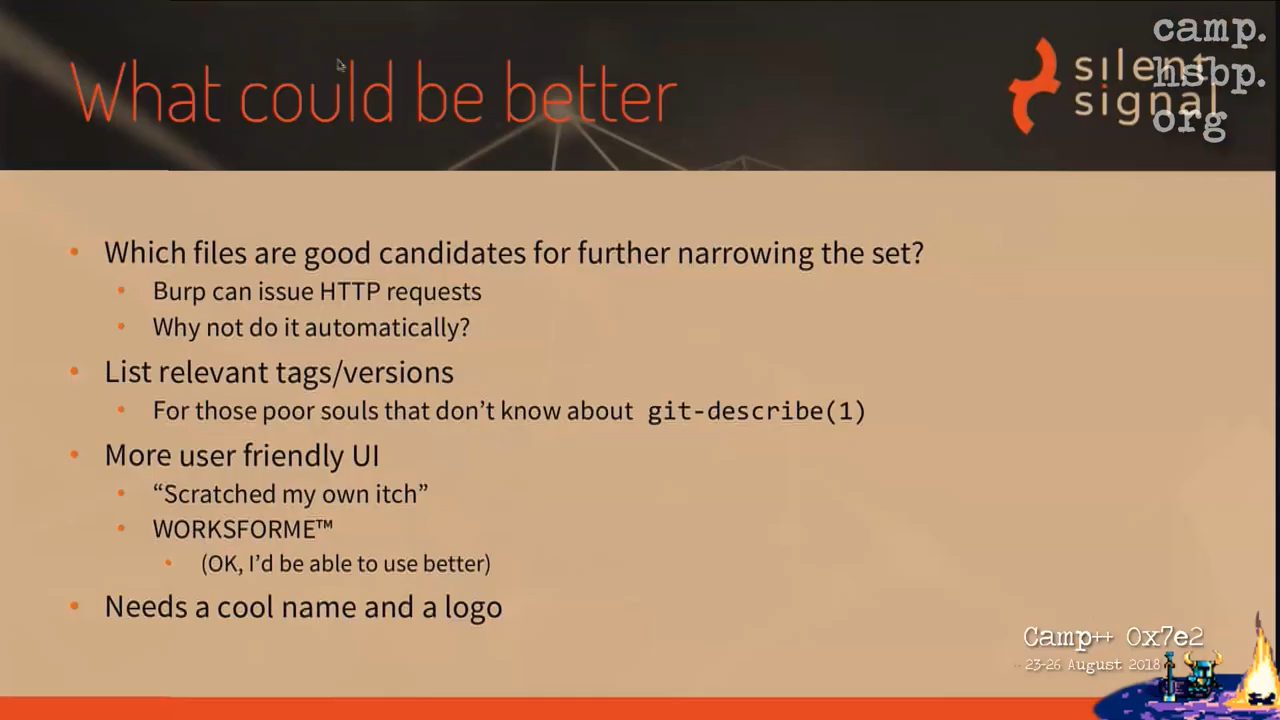 What could be better
silent
signal
camp.
hsbp.
org
• Which files are good candidates for further narrowing the set?
• Burp can issue HTTP requests
• Why not do it automatically?
• List relevant tags/versions
• For those poor souls that don’t know about git-describe(1)
• More user friendly UI
• “Scratched my own itch”
• WORKSFORME™
• (OK, I’d be able to use better)
• Needs a cool name and a logo
Camp++ 0x7e2
23-26 August 2018